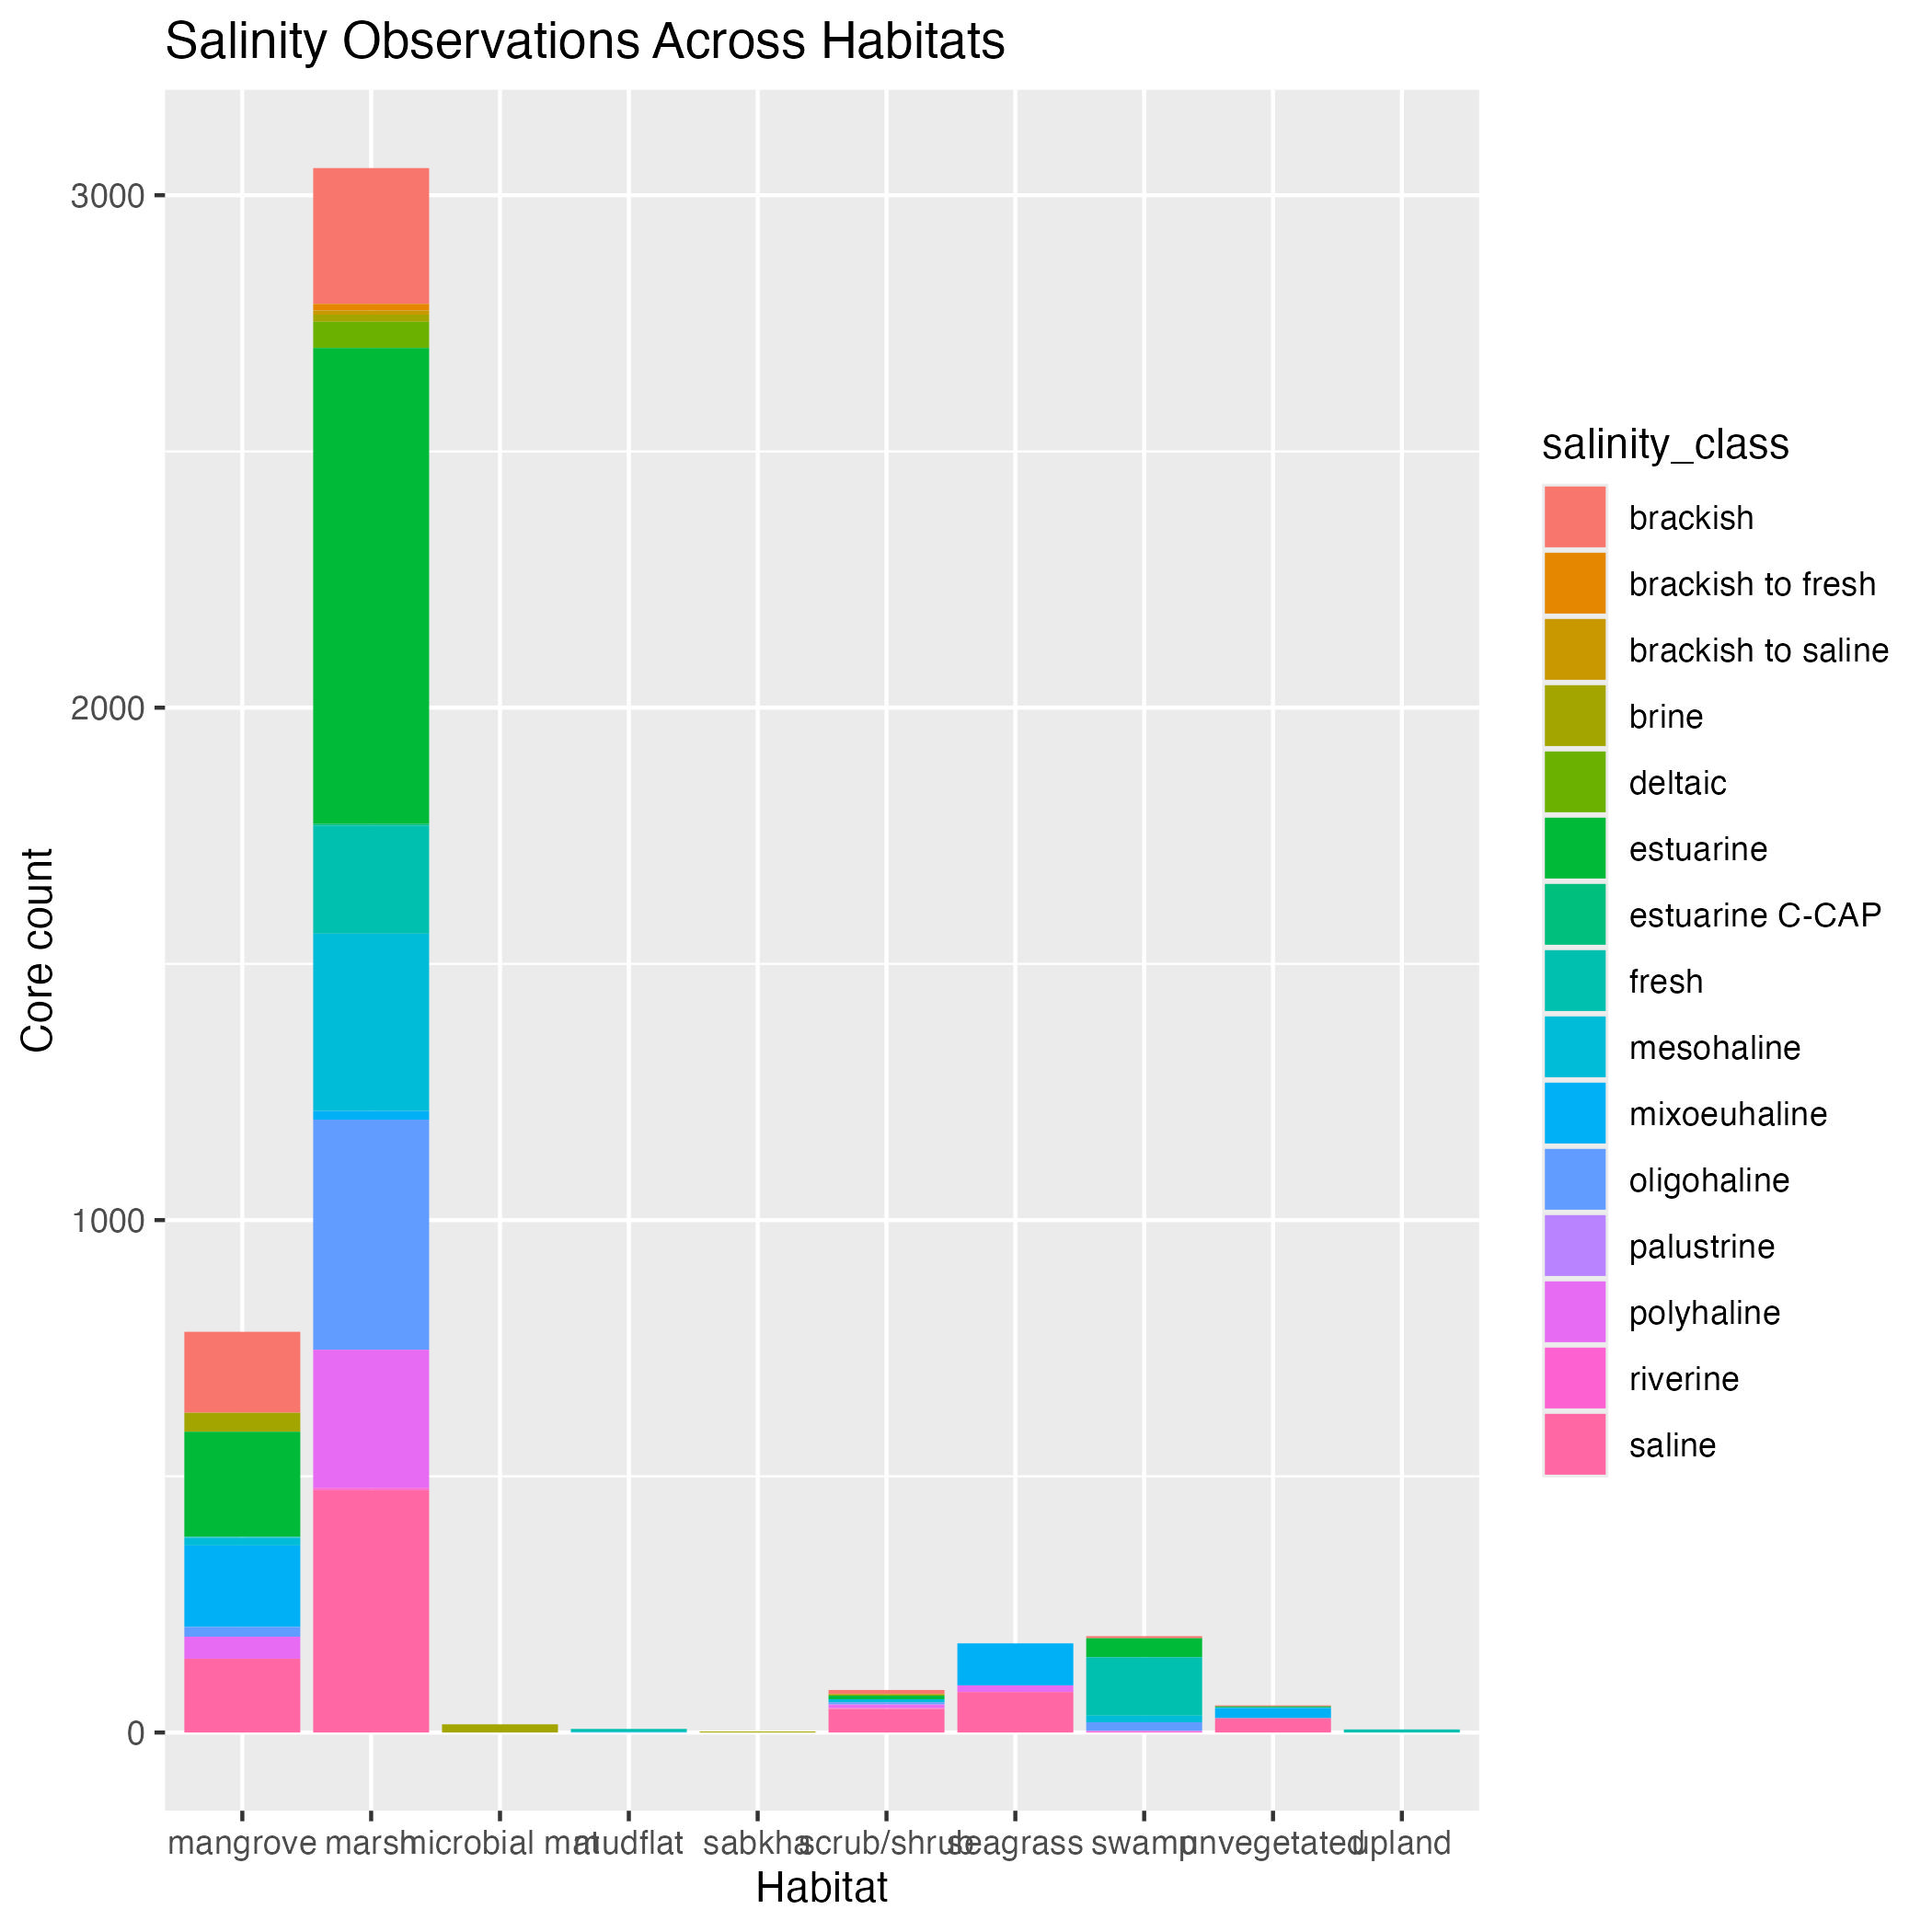 Salinity Observations Across Habitats
3000
2000
1000
0
Core count
mangrove marsh microbial mat mudflat sabkha scrub/shrub seagrass swamp unvegetated upland
Habitat
salinity_class
brackish
brackish to fresh
brackish to saline
brine
deltaic
estuarine
estuarine C-CAP
fresh
mesohaline
mixoeuhaline
oligohaline
palustrine
polyhaline
riverine
saline